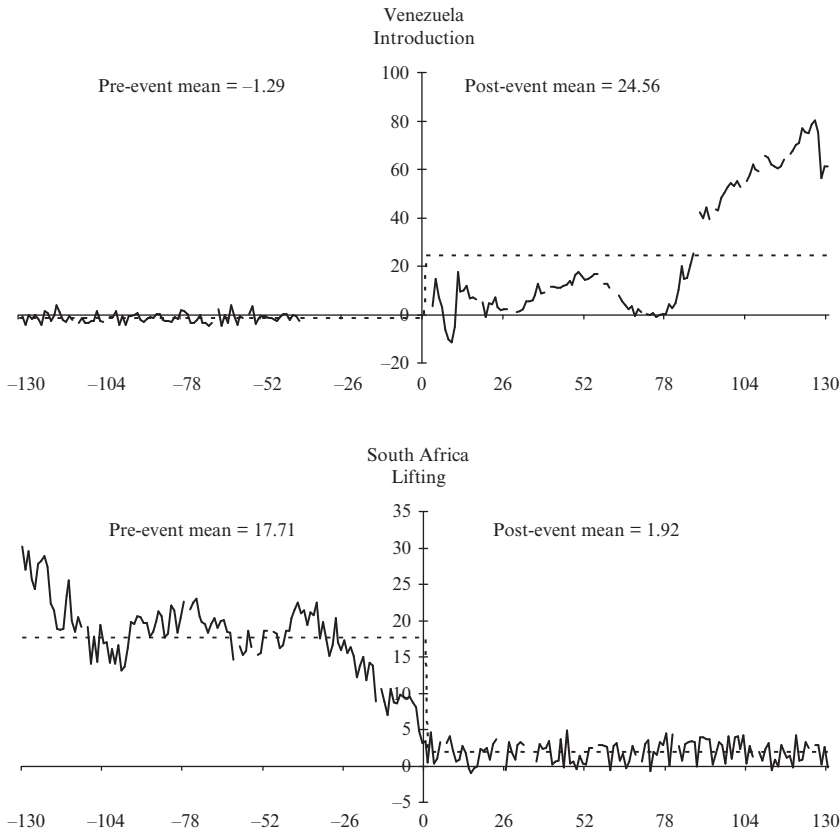 Venezuela
Introduction
Pre-event mean = –1.29
Post-event mean = 24.56
100
80
60
40
20
0
–20
–130 –104 –78 –52 –26 0 26 52 78 104 130
South Africa
Lifting
Pre-event mean = 17.71
Post-event mean = 1.92
35
30
25
20
15
10
5
0
–5
–130 –104 –78 –52 –26 0 26 52 78 104 130